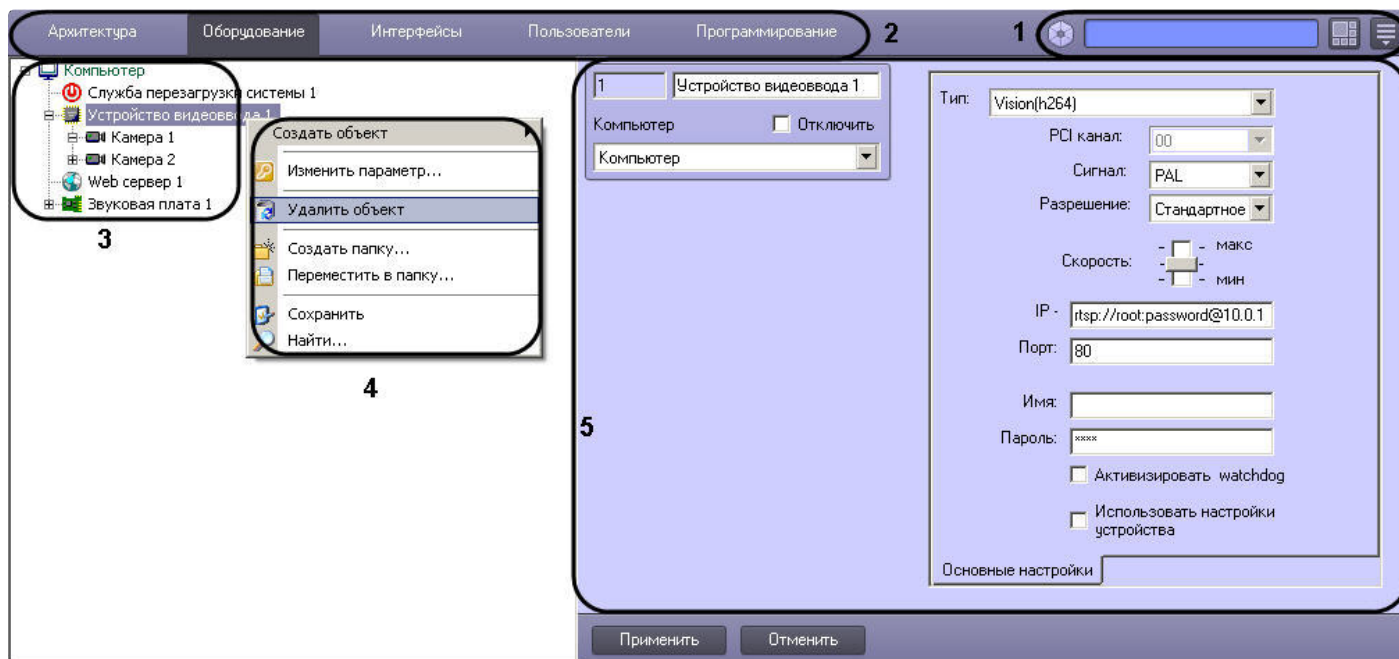 Архитектура Оборудование Интерфейсы Пользователи Программирование 2 1
Компьютер
Служба перезагрузки системы 1
Устройство видеоввода 1
Камера 1
Камера 2
Web сервер 1
Звуковая плата 1
3
Создать объект
Изменить параметр...
Удалить объект
Создать папку...
Переместить в папку...
Сохранить
Найти...
4
5
1 Устройство видеоввода 1
Компьютер Отключить
Компьютер
Тип: Vision(h264)
PCI канал: 00
Сигнал: PAL
Разрешение: Стандартное
Скорость: - - макс
- -
- - мин
IP - rtsp://root:password@10.0.1
Порт: 80
Имя:
Пароль: ****
Активизировать watchdog
Использовать настройки
устройства
Основные настройки
Применить Отменить